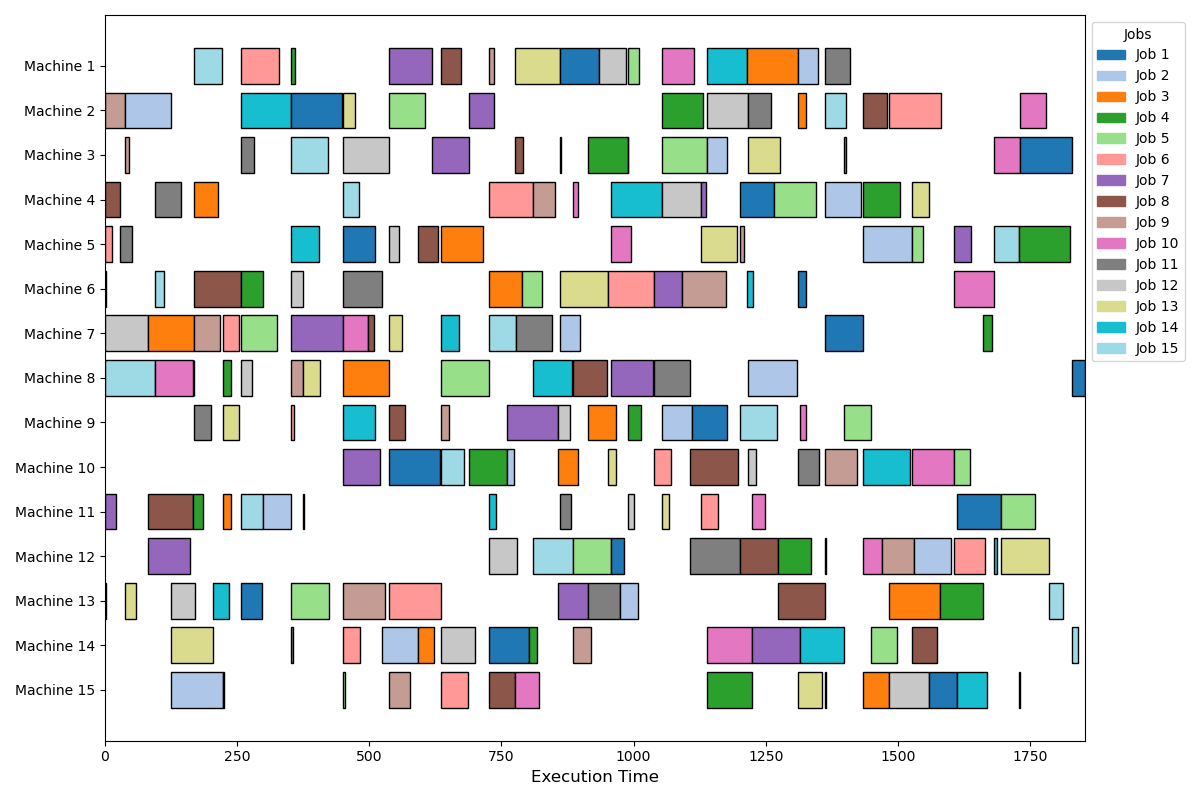 Machine 1
Machine 2
Machine 3
Machine 4
Machine 5
Machine 6
Machine 7
Machine 8
Machine 9
Machine 10
Machine 11
Machine 12
Machine 13
Machine 14
Machine 15
0 250 500 750 1000 1250 1500 1750
Execution Time
Jobs
Job 1
Job 2
Job 3
Job 4
Job 5
Job 6
Job 7
Job 8
Job 9
Job 10
Job 11
Job 12
Job 13
Job 14
Job 15